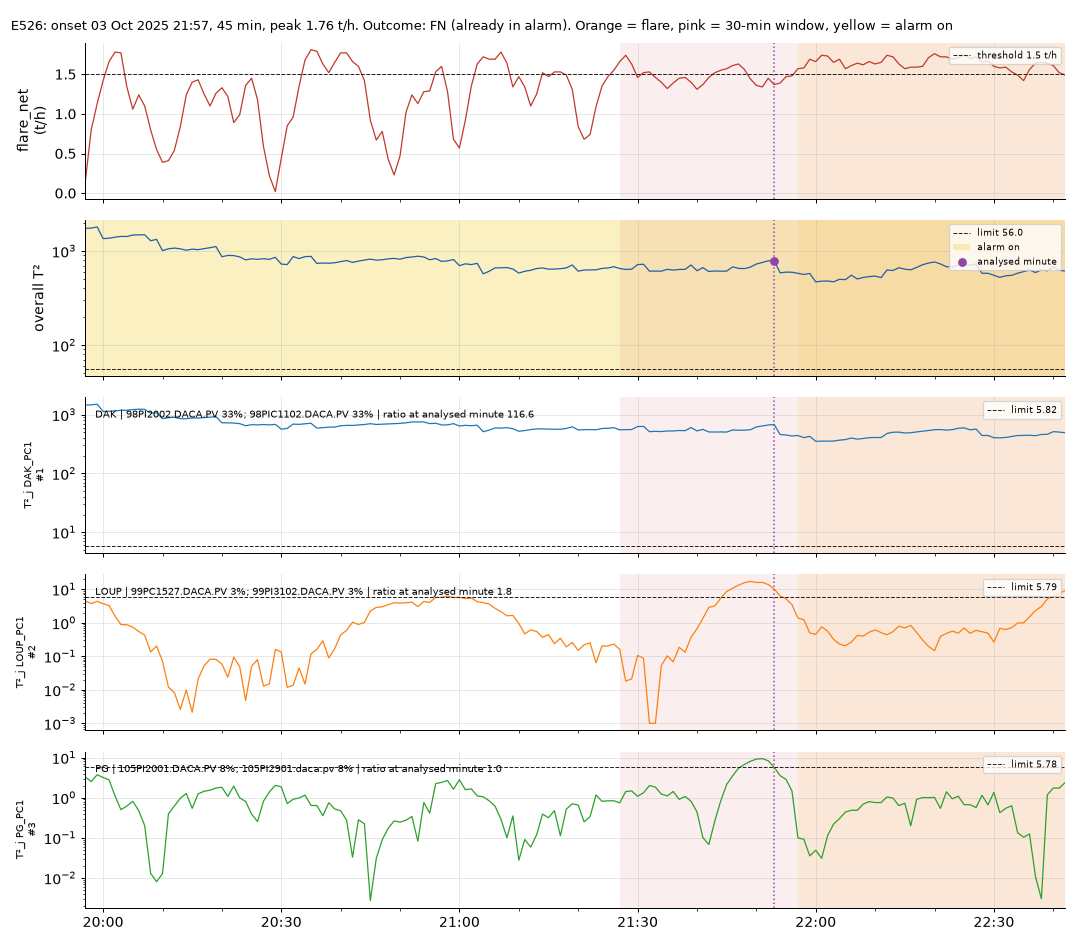 E526: onset 03 Oct 2025 21:57, 45 min, peak 1.76 t/h. Outcome: FN (already in alarm). Orange = flare, pink = 30-min window, yellow = alarm on
flare_net
(t/h)
1.5
1.0
0.5
0.0
threshold 1.5 t/h
overall T²
10³
10²
limit 56.0
alarm on
analysed minute
T²_j DAK_PC1
#1
10³
10²
10¹
DAK | 98PI2002.DACA.PV 33%; 98PIC1102.DACA.PV 33% | ratio at analysed minute 116.6
limit 5.82
T²_j LOUP_PC1
#2
10¹
10⁰
10⁻¹
10⁻²
10⁻³
LOUP | 99PC1527.DACA.PV 3%; 99PI3102.DACA.PV 3% | ratio at analysed minute 1.8
limit 5.79
T²_j PG_PC1
#3
10¹
10⁰
10⁻¹
10⁻²
PG | 105PI2001.DACA.PV 8%; 105PI2901.daca.pv 8% | ratio at analysed minute 1.0
limit 5.78
20:00 20:30 21:00 21:30 22:00 22:30